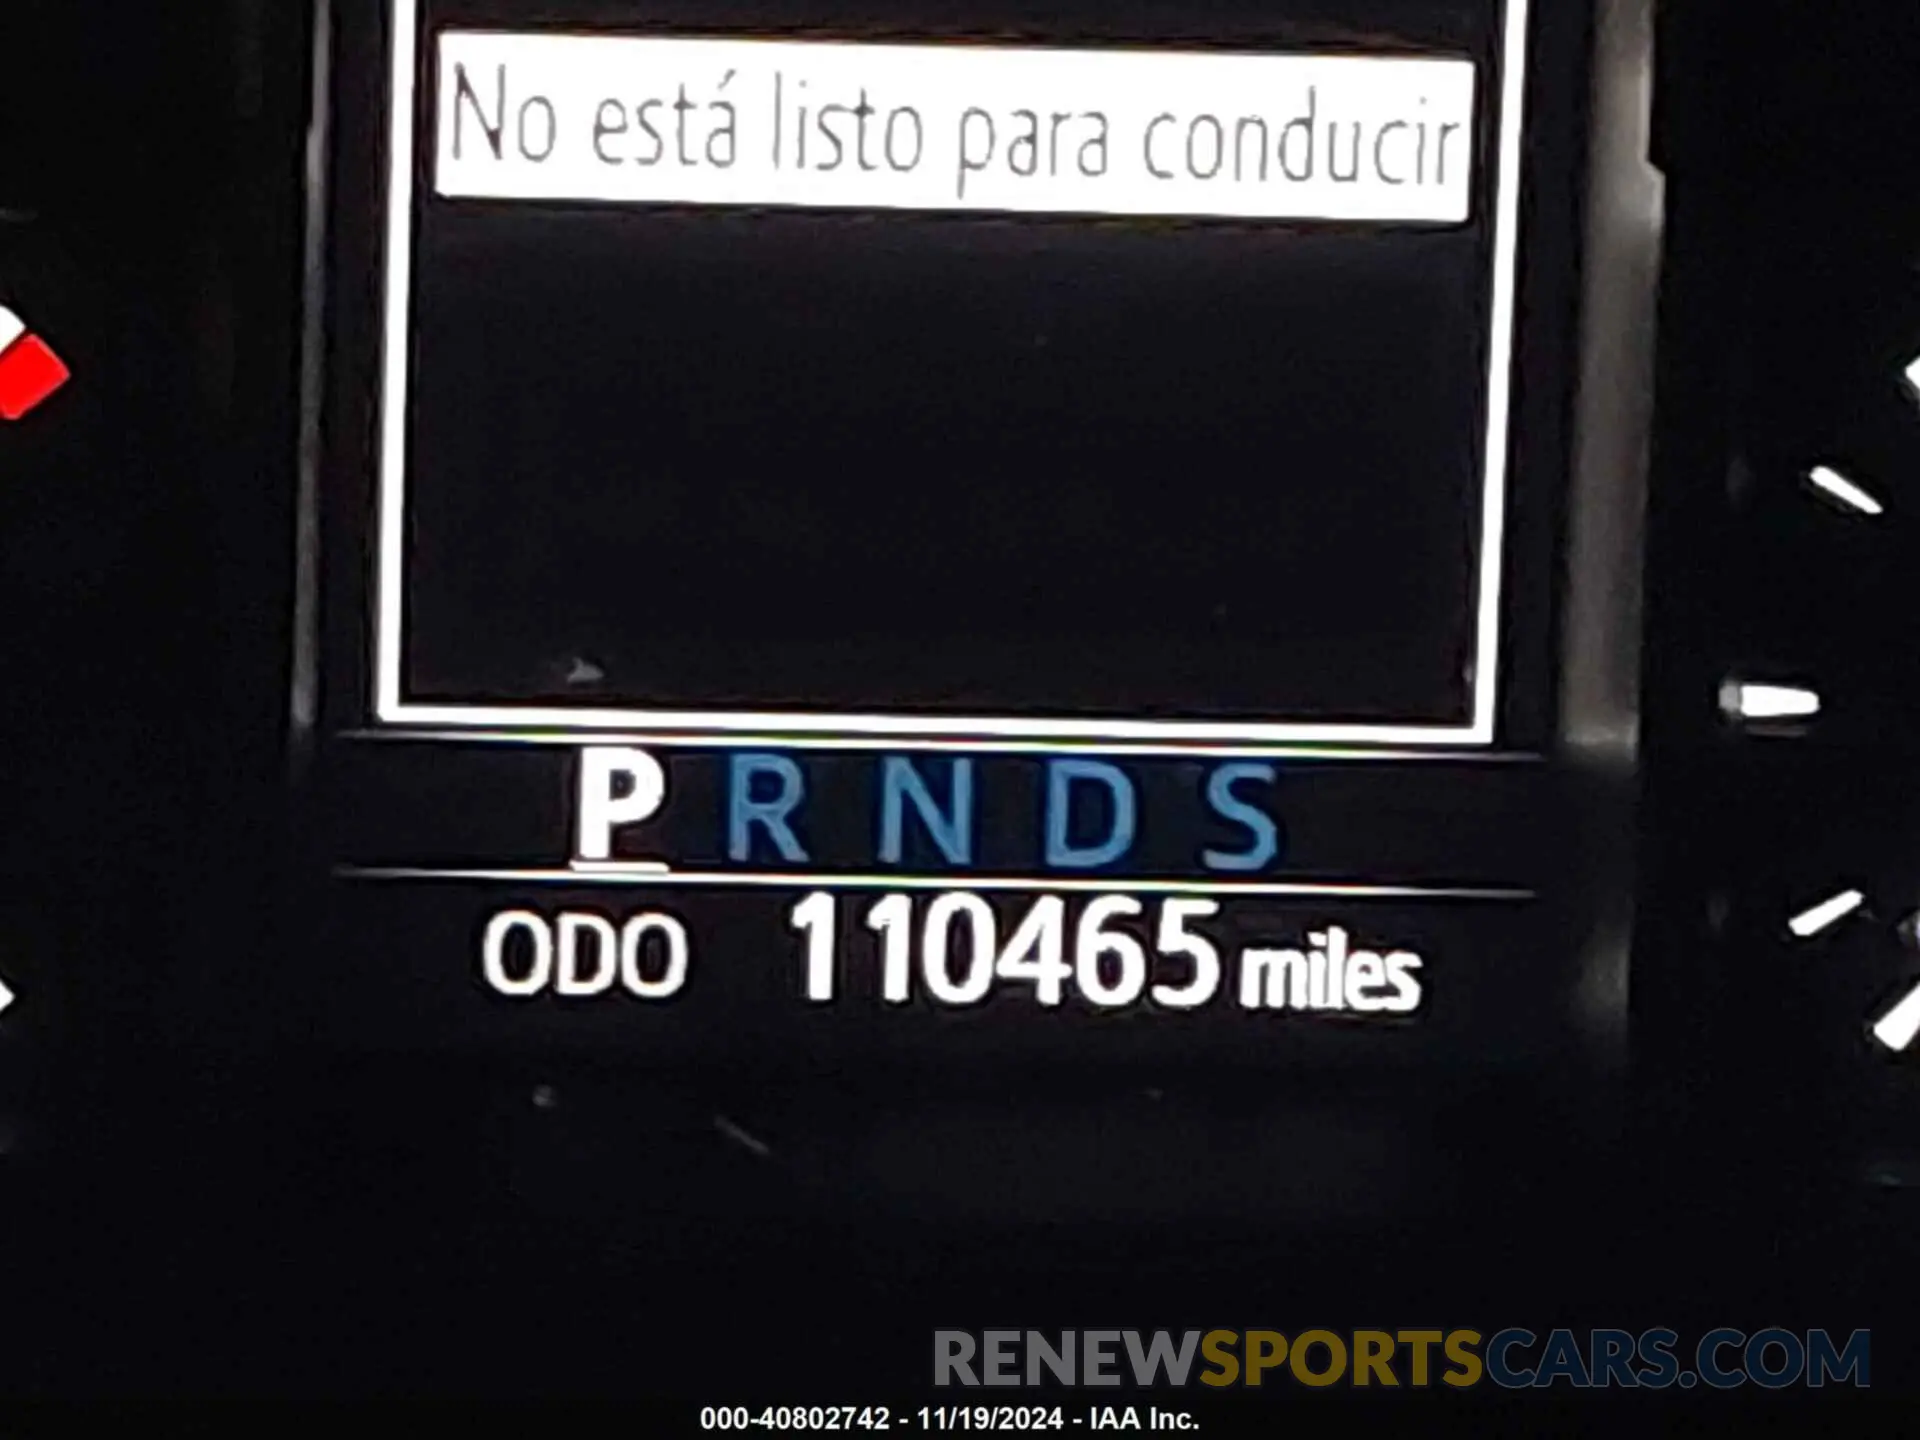 No está listo para conducir
P R N D S
ODO 110465 miles
RENEWSPORTSCARS.COM
000-40802742 - 11/19/2024 - IAA Inc.